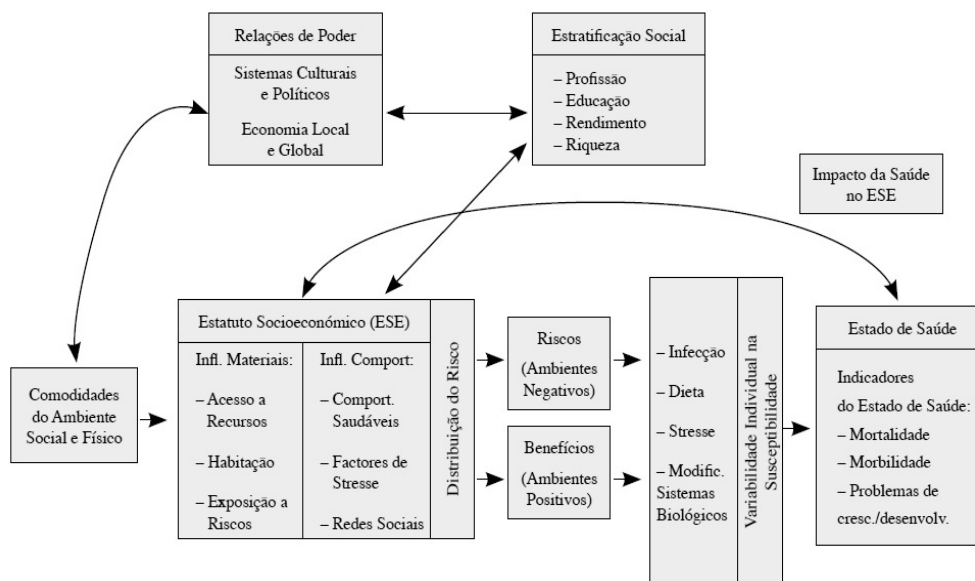 Relações de Poder
Sistemas Culturais
e Políticos
Economia Local
e Global
Estratificação Social
– Profissão
– Educação
– Rendimento
– Riqueza
Impacto da Saúde
no ESE
Comodidades
do Ambiente
Social e Físico
Estatuto Socioeconómico (ESE)
Infl. Materiais:
– Acesso a
Recursos
– Habitação
– Exposição a
Riscos
Infl. Comport:
– Comport.
Saudáveis
– Factores de
Stresse
– Redes Sociais
Distribuição do Risco
Riscos
(Ambientes
Negativos)
Benefícios
(Ambientes
Positivos)
– Infecção
– Dieta
– Stresse
– Modific.
Sistemas
Biológicos
Variabilidade Individual na
Susceptibilidade
Estado de Saúde
Indicadores
do Estado de Saúde:
– Mortalidade
– Morbilidade
– Problemas de
cresc./desenvolv.